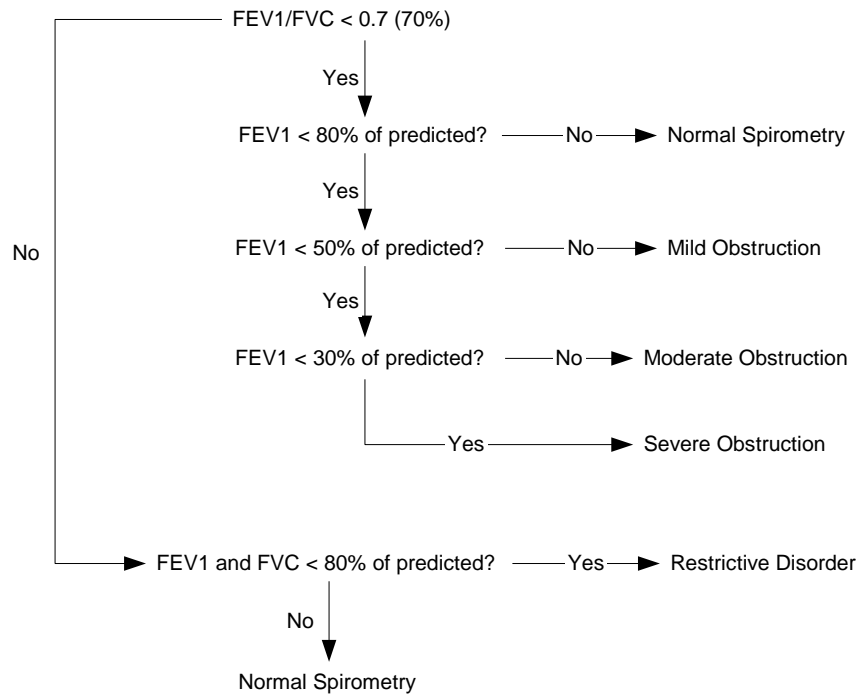 FEV1/FVC < 0.7 (70%)
Yes
FEV1 < 80% of predicted?
No
Normal Spirometry
Yes
No
FEV1 < 50% of predicted?
No
Mild Obstruction
Yes
FEV1 < 30% of predicted?
No
Moderate Obstruction
Yes
Severe Obstruction
FEV1 and FVC < 80% of predicted?
Yes
Restrictive Disorder
No
Normal Spirometry